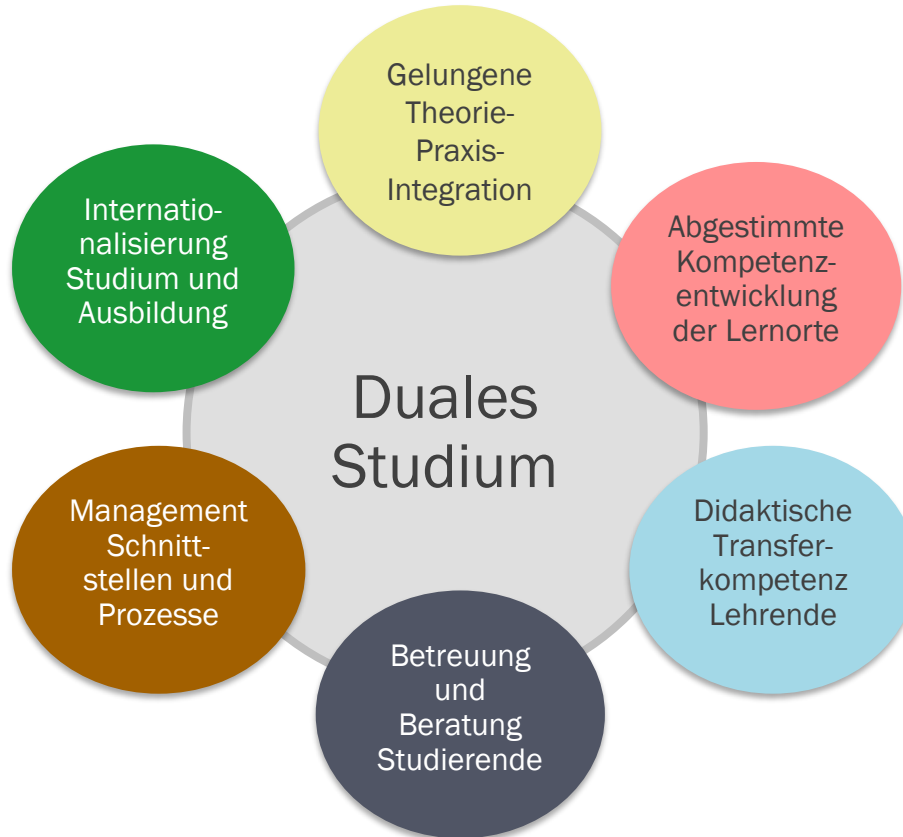 Gelungene
Theorie-
Praxis-
Integration
Abgestimmte
Kompetenz-
entwicklung
der Lernorte
Didaktische
Transfer-
kompetenz
Lehrende
Betreuung
und
Beratung
Studierende
Management
Schnitt-
stellen und
Prozesse
Internatio-
nalisierung
Studium und
Ausbildung
Duales
Studium